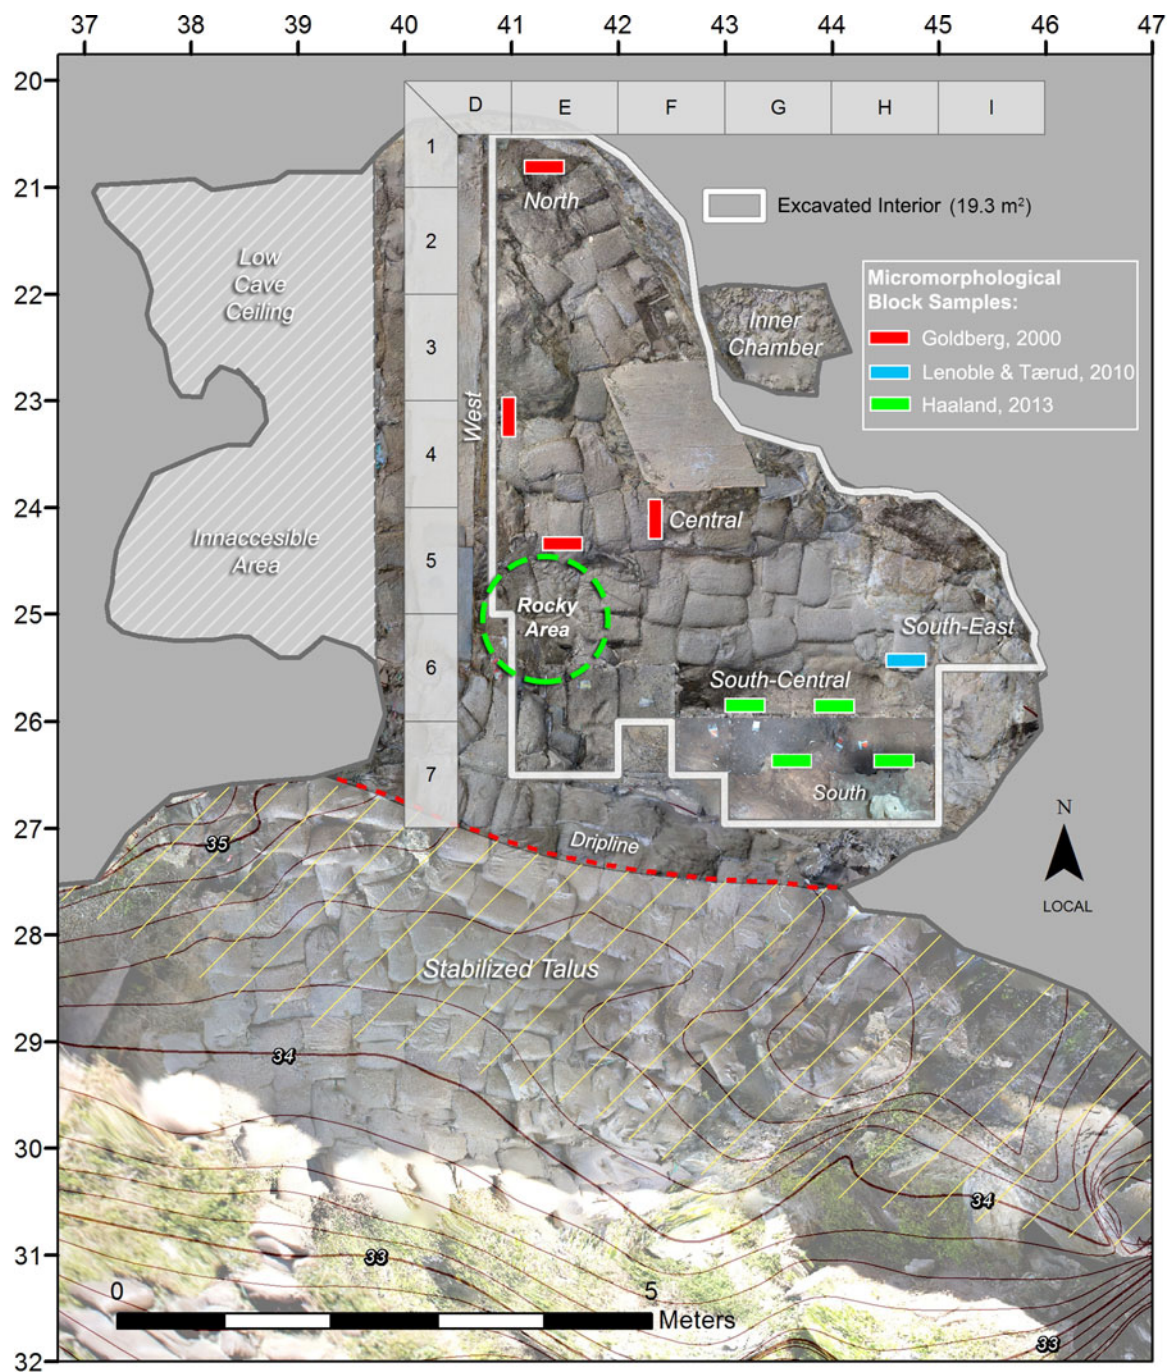 37 38 39 40 41 42 43 44 45 46 47
20
D E F G H I
1
21
North
Excavated Interior (19.3 m²)
2
Low
Cave
Ceiling
Micromorphological
Block Samples:
22
Inner
Chamber
Goldberg, 2000
3
Lenoble & Tærud, 2010
23
Haaland, 2013
West
4
24
Central
Innaccesible
Area
5
25
Rocky
Area
South-East
6
South-Central
26
7
South
27
35
Dripline
N
LOCAL
28
Stabilized Talus
29
34
30
34
31
33
0 5
Meters
33
32